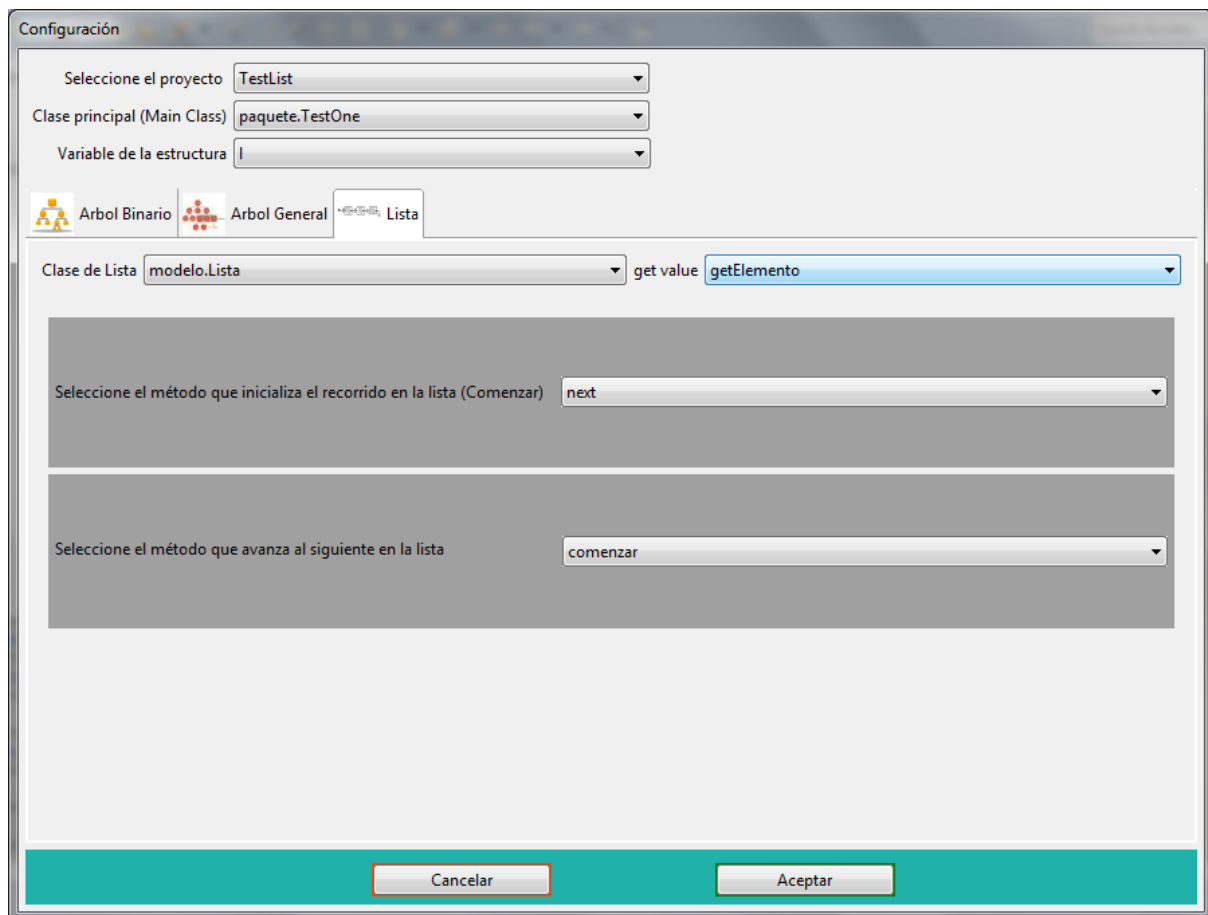 Configuración
Seleccione el proyecto TestList
Clase principal (Main Class) paquete.TestOne
Variable de la estructura l
Arbol Binario Arbol General Lista
Clase de Lista modelo.Lista get value getElemento
Seleccione el método que inicializa el recorrido en la lista (Comenzar) next
Seleccione el método que avanza al siguiente en la lista comenzar
Cancelar Aceptar